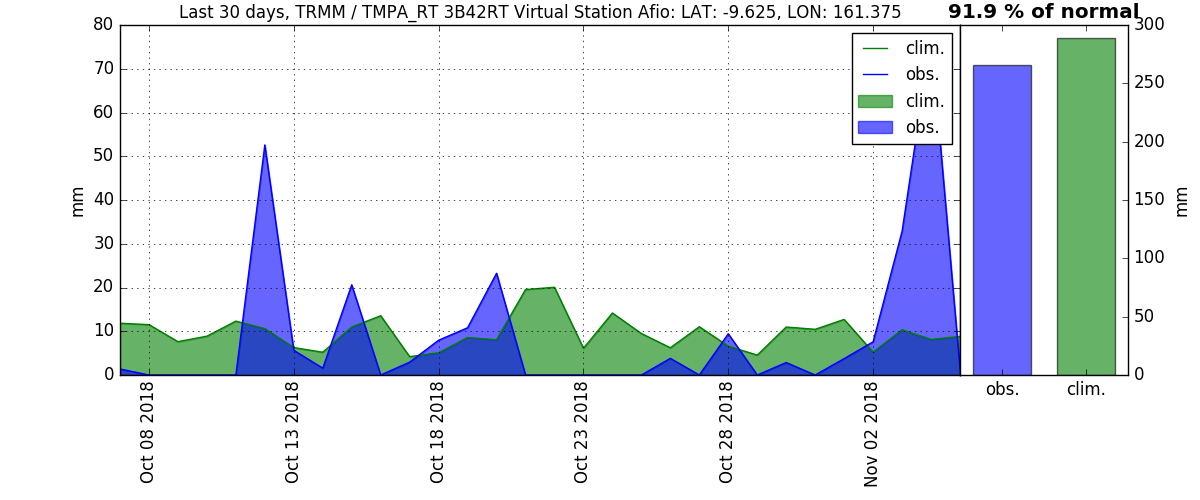 Last 30 days, TRMM / TMPA_RT 3B42RT Virtual Station Afio: LAT: -9.625, LON: 161.375
91.9 % of normal
80
70
60
50
40
30
20
10
0
mm
clim.
obs.
clim.
obs.
Oct 08 2018
Oct 13 2018
Oct 18 2018
Oct 23 2018
Oct 28 2018
Nov 02 2018
300
250
200
150
100
50
0
mm
obs.
clim.